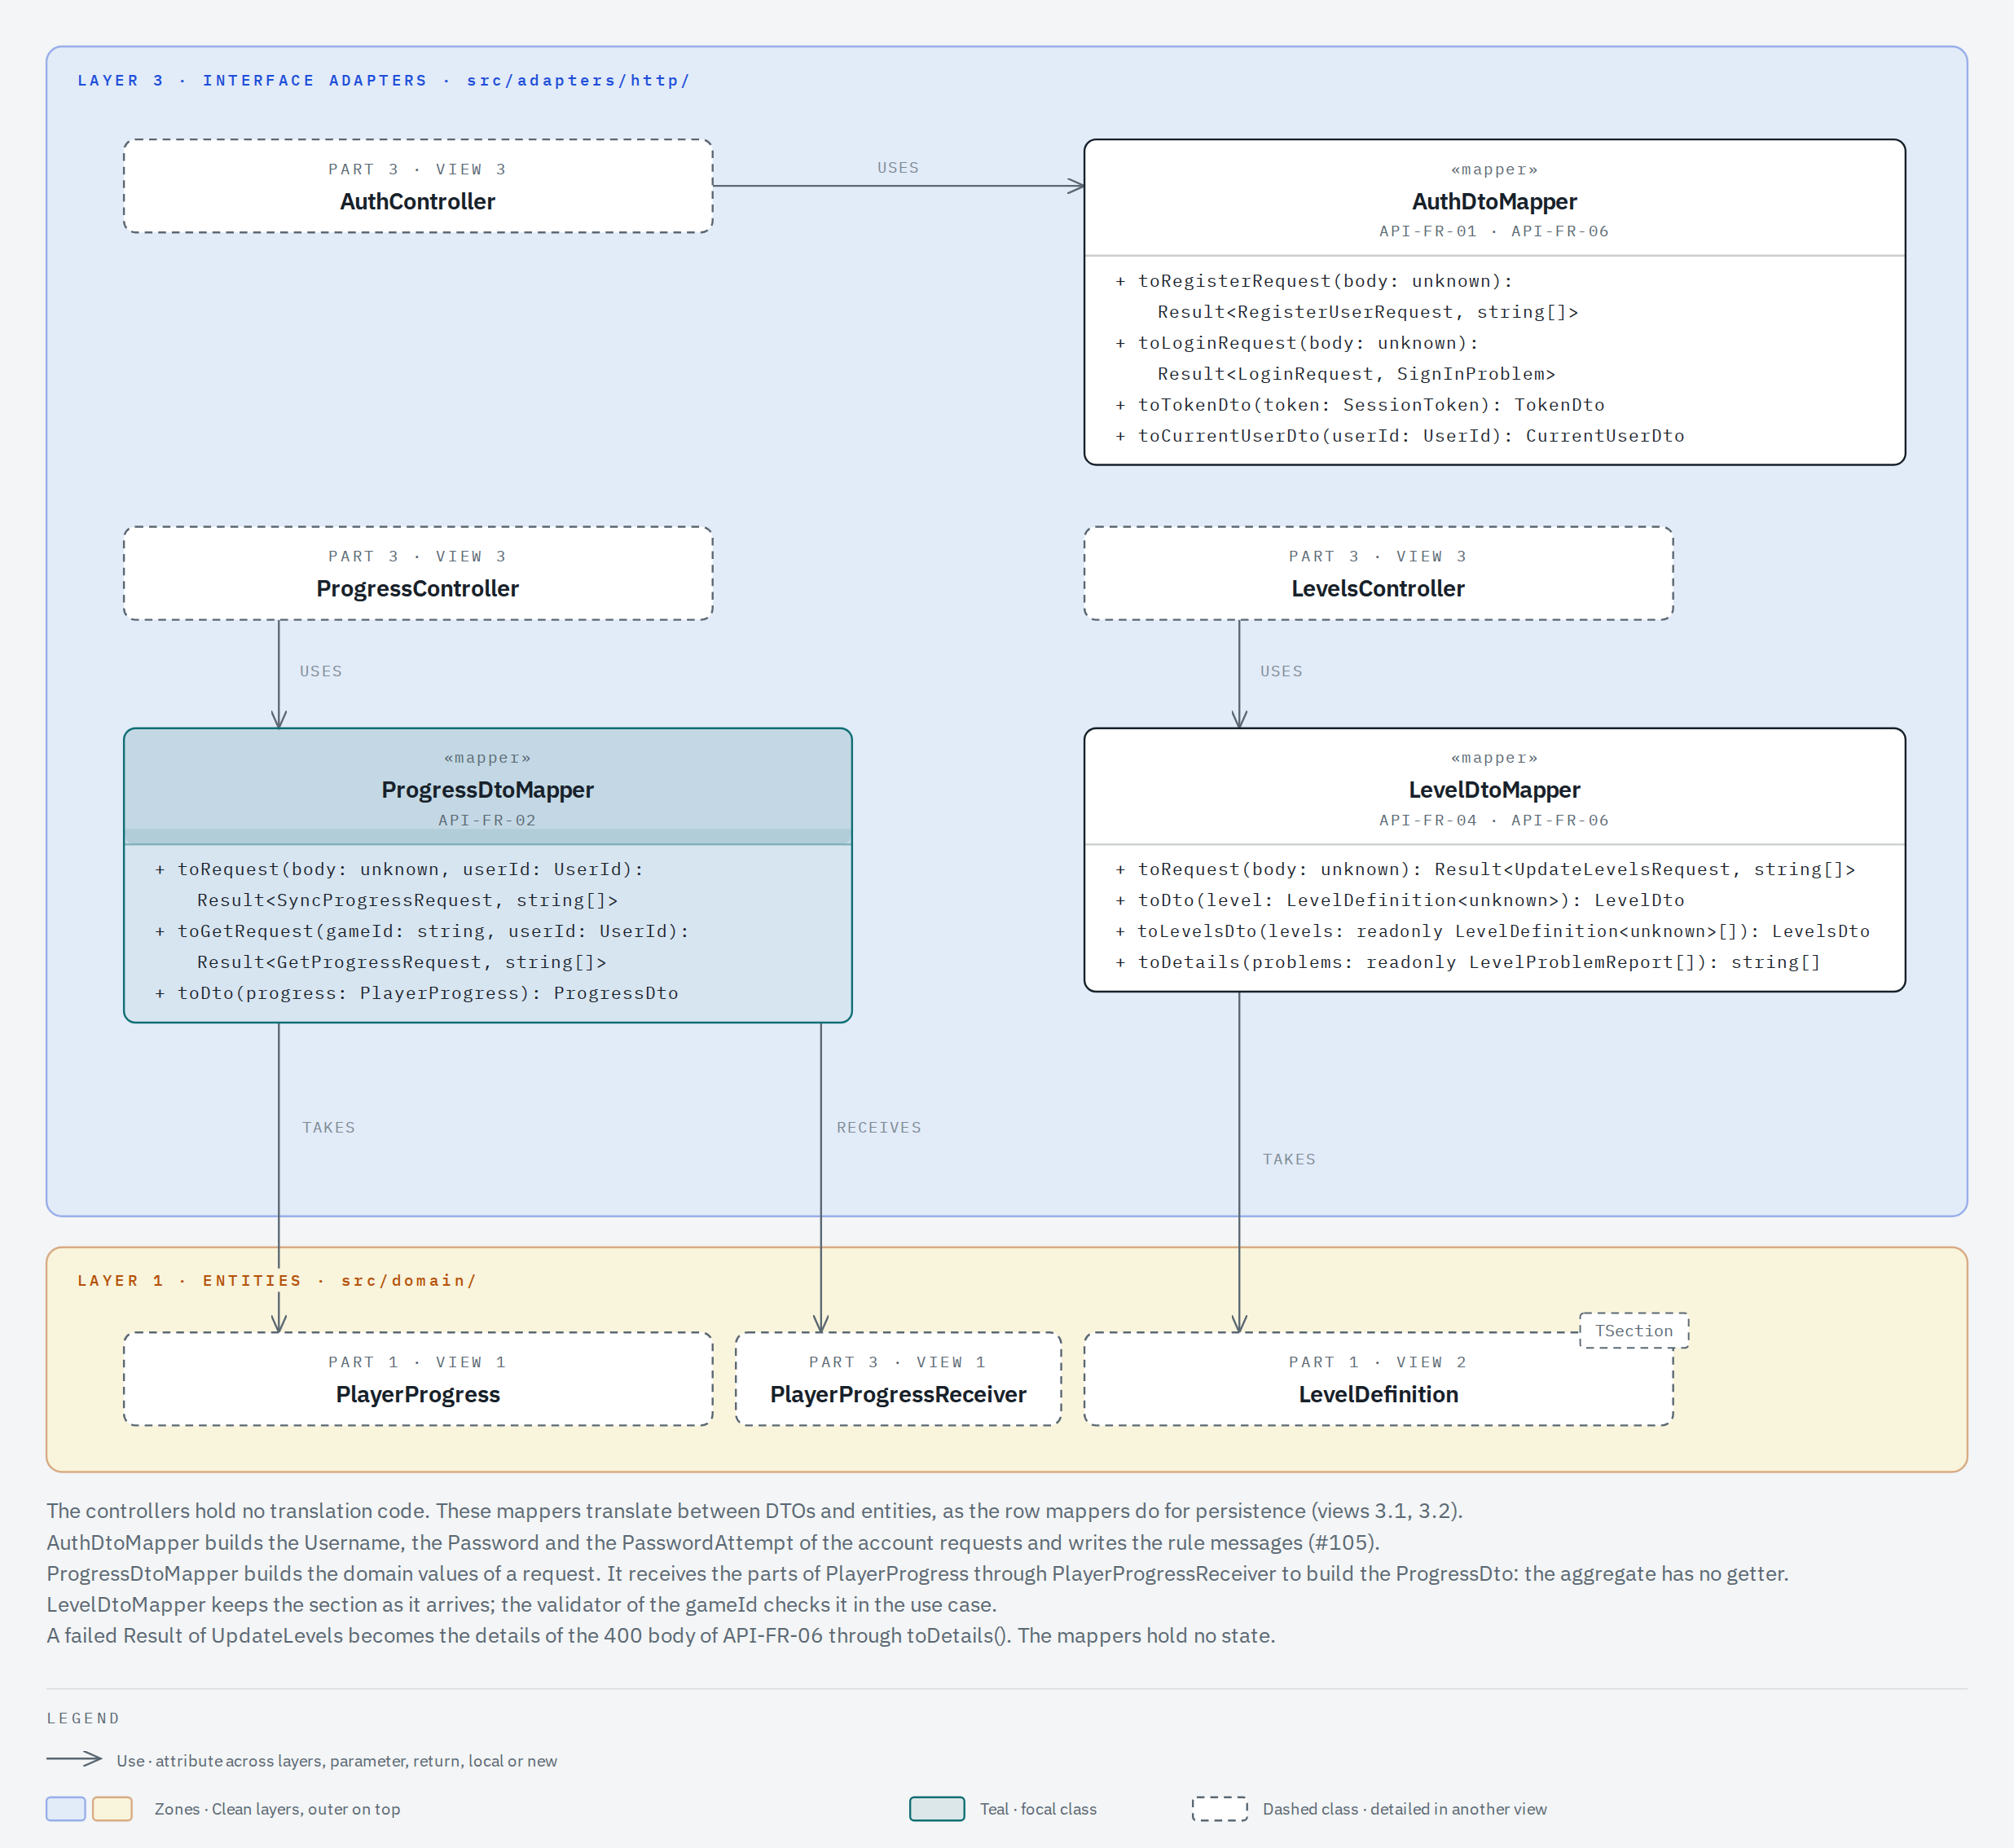 LAYER 3 · INTERFACE ADAPTERS · src/adapters/http/
PART 3 · VIEW 3
AuthController
USES
«mapper»
AuthDtoMapper
API-FR-01 · API-FR-06
+ toRegisterRequest(body: unknown):
Result<RegisterUserRequest, string[]>
+ toLoginRequest(body: unknown):
Result<LoginRequest, SignInProblem>
+ toTokenDto(token: SessionToken): TokenDto
+ toCurrentUserDto(userId: UserId): CurrentUserDto
PART 3 · VIEW 3
ProgressController
PART 3 · VIEW 3
LevelsController
USES
USES
«mapper»
ProgressDtoMapper
API-FR-02
+ toRequest(body: unknown, userId: UserId):
Result<SyncProgressRequest, string[]>
+ toGetRequest(gameId: string, userId: UserId):
Result<GetProgressRequest, string[]>
+ toDto(progress: PlayerProgress): ProgressDto
«mapper»
LevelDtoMapper
API-FR-04 · API-FR-06
+ toRequest(body: unknown): Result<UpdateLevelsRequest, string[]>
+ toDto(level: LevelDefinition<unknown>): LevelDto
+ toLevelsDto(levels: readonly LevelDefinition<unknown>[]): LevelsDto
+ toDetails(problems: readonly LevelProblemReport[]): string[]
TAKES
RECEIVES
TAKES
LAYER 1 · ENTITIES · src/domain/
PART 1 · VIEW 1
PlayerProgress
PART 3 · VIEW 1
PlayerProgressReceiver
TSection
PART 1 · VIEW 2
LevelDefinition
The controllers hold no translation code. These mappers translate between DTOs and entities, as the row mappers do for persistence (views 3.1, 3.2).
AuthDtoMapper builds the Username, the Password and the PasswordAttempt of the account requests and writes the rule messages (#105).
ProgressDtoMapper builds the domain values of a request. It receives the parts of PlayerProgress through PlayerProgressReceiver to build the ProgressDto: the aggregate has no getter.
LevelDtoMapper keeps the section as it arrives; the validator of the gameId checks it in the use case.
A failed Result of UpdateLevels becomes the details of the 400 body of API-FR-06 through toDetails(). The mappers hold no state.
LEGEND
Use · attribute across layers, parameter, return, local or new
Zones · Clean layers, outer on top
Teal · focal class
Dashed class · detailed in another view